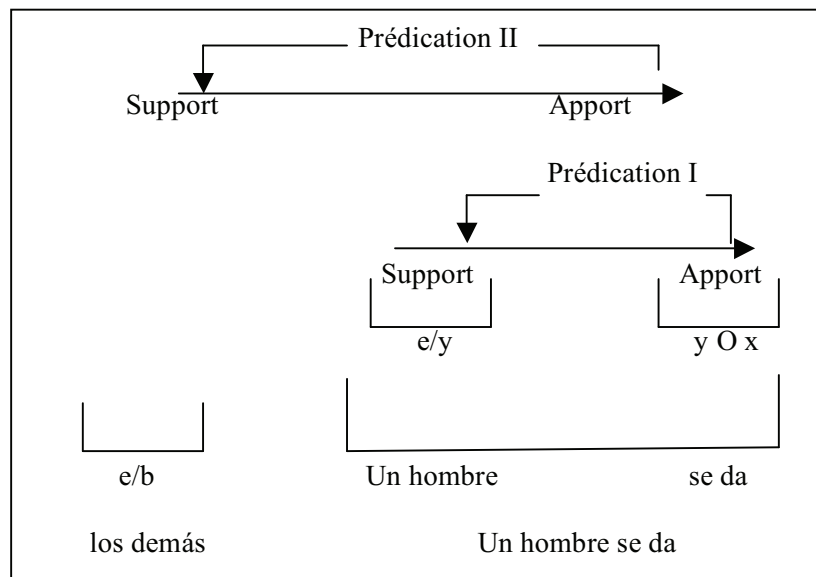 Prédication II
Support Apport
Prédication I
Support Apport
e/y y O x
e/b Un hombre se da
los demás Un hombre se da